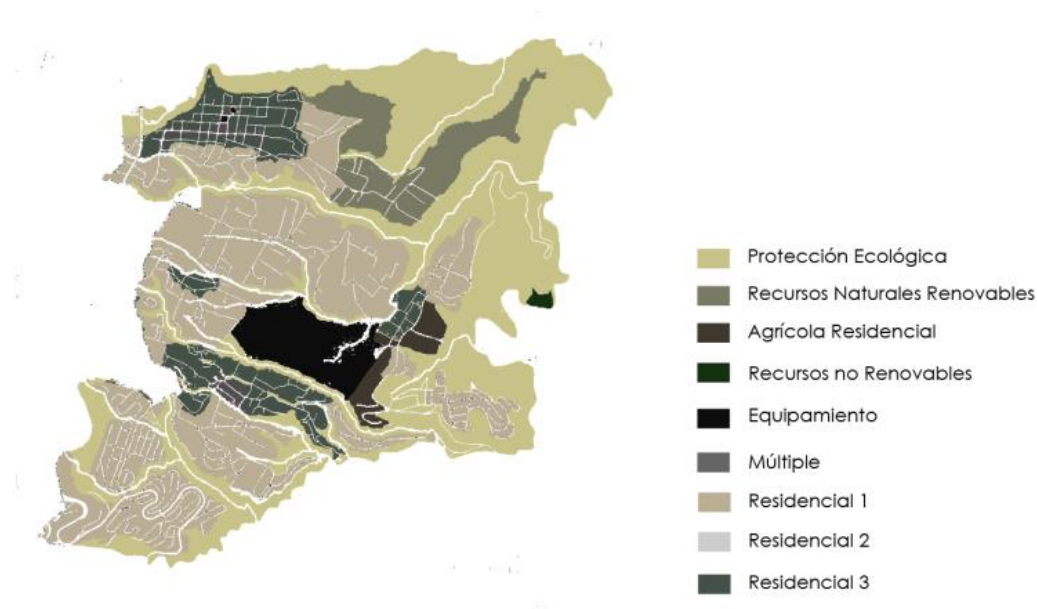 Protección Ecológica
Recursos Naturales Renovables
Agrícola Residencial
Recursos no Renovables
Equipamiento
Múltiple
Residencial 1
Residencial 2
Residencial 3